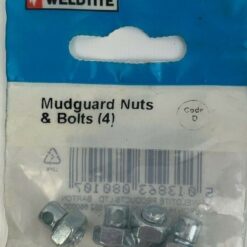 WELDTITE
Mudguard Nuts
& Bolts (4)
Code
D
5 013863 080107